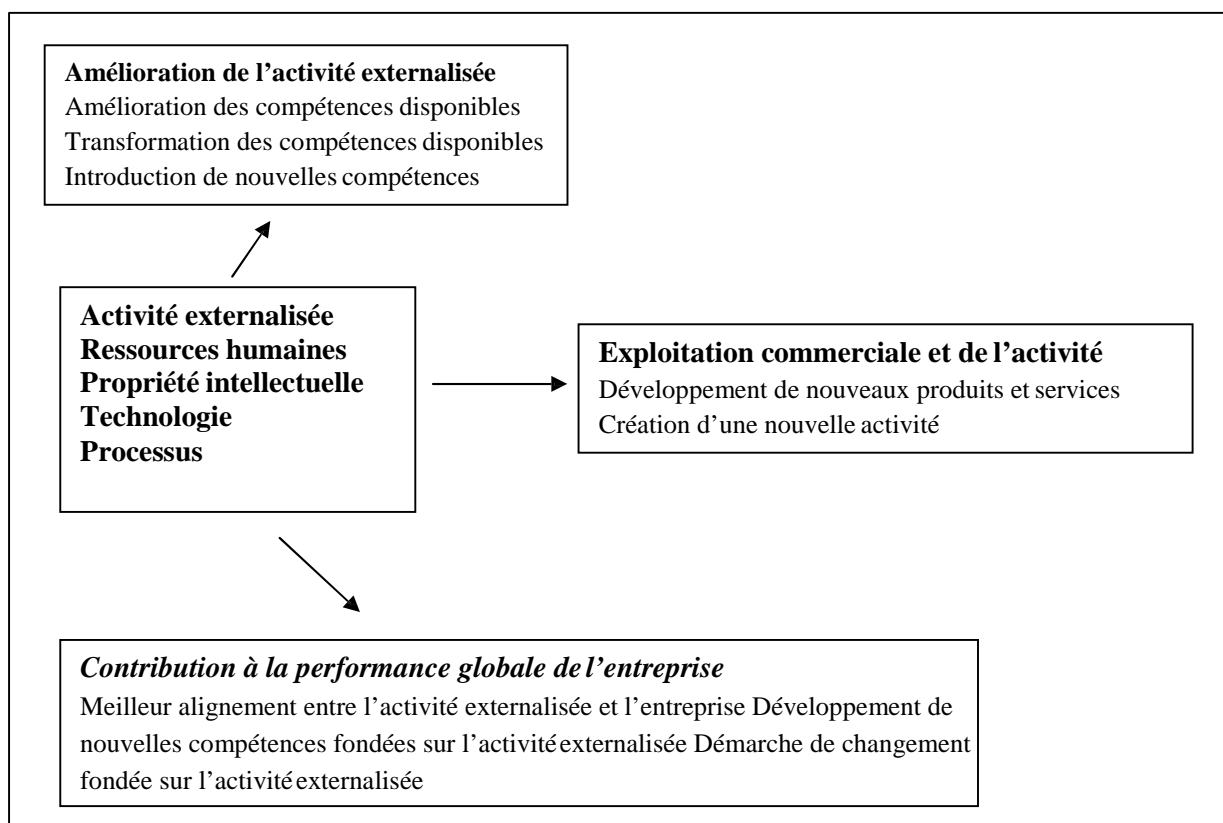 Amélioration de l’activité externalisée
Amélioration des compétences disponibles
Transformation des compétences disponibles
Introduction de nouvelles compétences
Activité externalisée
Ressources humaines
Propriété intellectuelle
Technologie
Processus
Exploitation commerciale et de l’activité
Développement de nouveaux produits et services
Création d’une nouvelle activité
Contribution à la performance globale de l’entreprise
Meilleur alignement entre l’activité externalisée et l’entreprise Développement de
nouvelles compétences fondées sur l’activité externalisée Démarche de changement
fondée sur l’activité externalisée